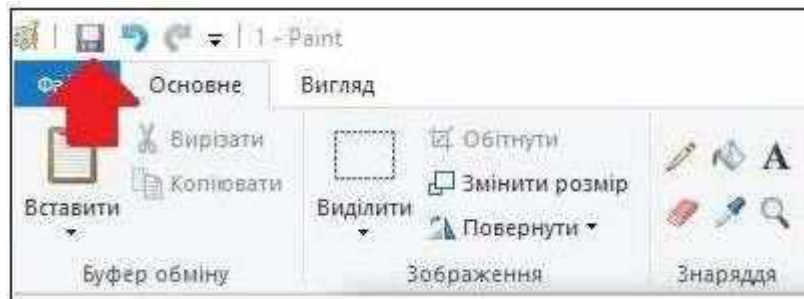 1 - Paint
Основне Вигляд
Вирізати
Копіювати
Вставити
Обітнути
Змінити розмір
Повернути
Виділити
A
Буфер обміну Зображення Знаряддя